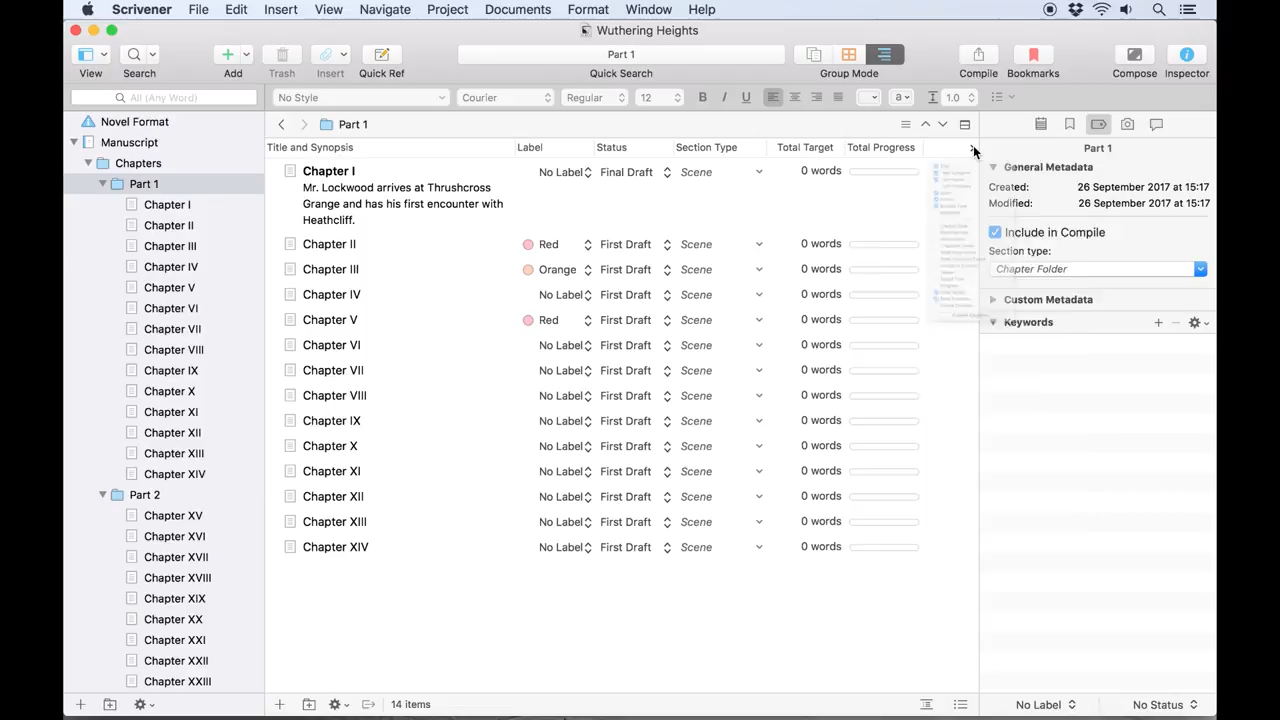 Scrivener File Edit Insert View Navigate Project Documents Format Window Help
Wuthering Heights
Part 1
View Search Add Trash Insert Quick Ref Quick Search Group Mode Compile Bookmarks Compose Inspector
All (Any Word) No Style Courier Regular 12 B I U a 1.0
Novel Format
Manuscript
Chapters
Part 1
Chapter I
Chapter II
Chapter III
Chapter IV
Chapter V
Chapter VI
Chapter VII
Chapter VIII
Chapter IX
Chapter X
Chapter XI
Chapter XII
Chapter XIII
Chapter XIV
Part 2
Chapter XV
Chapter XVI
Chapter XVII
Chapter XVIII
Chapter XIX
Chapter XX
Chapter XXI
Chapter XXII
Chapter XXIII
Part 1
Title and Synopsis Label Status Section Type Total Target Total Progress
Chapter I No Label Final Draft Scene 0 words
Mr. Lockwood arrives at Thrushcross
Grange and has his first encounter with
Heathcliff.
Chapter II Red First Draft Scene 0 words
Chapter III Orange First Draft Scene 0 words
Chapter IV No Label First Draft Scene 0 words
Chapter V Red First Draft Scene 0 words
Chapter VI No Label First Draft Scene 0 words
Chapter VII No Label First Draft Scene 0 words
Chapter VIII No Label First Draft Scene 0 words
Chapter IX No Label First Draft Scene 0 words
Chapter X No Label First Draft Scene 0 words
Chapter XI No Label First Draft Scene 0 words
Chapter XII No Label First Draft Scene 0 words
Chapter XIII No Label First Draft Scene 0 words
Chapter XIV No Label First Draft Scene 0 words
14 items
Part 1
General Metadata
Created: 26 September 2017 at 15:17
Modified: 26 September 2017 at 15:17
Include in Compile
Section type:
Chapter Folder
Custom Metadata
Keywords
No Label No Status